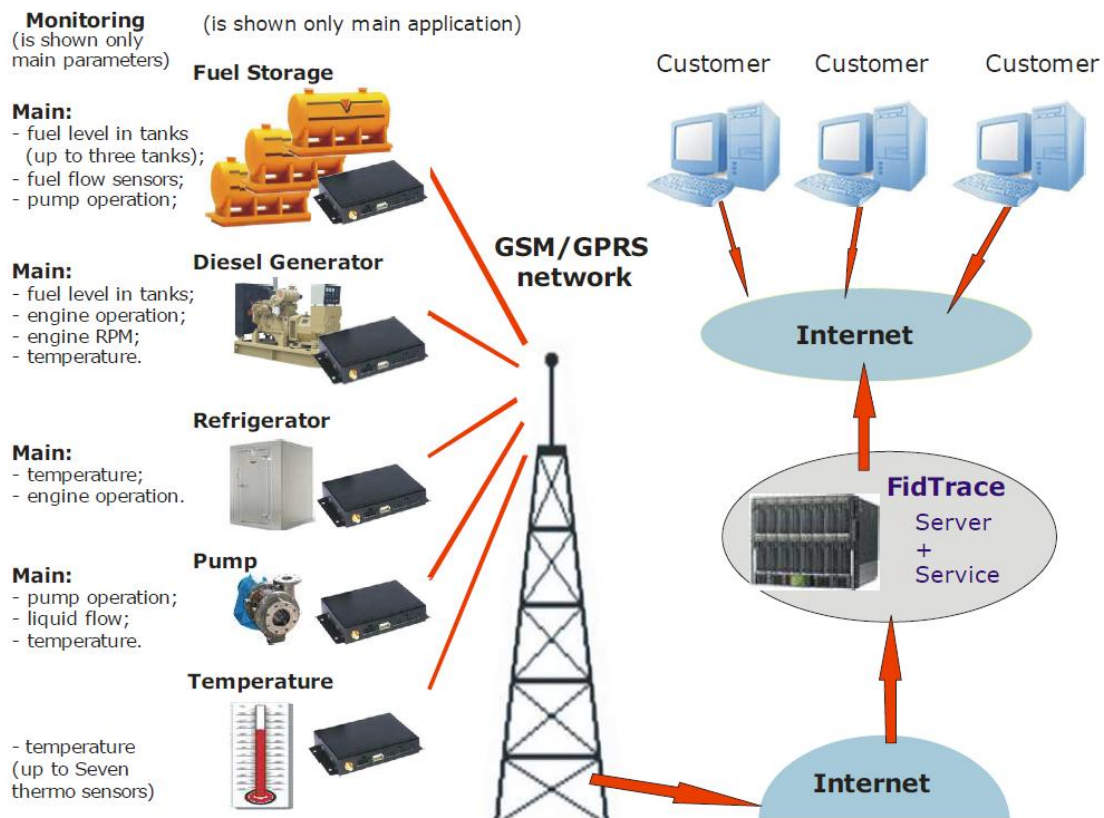 Monitoring
(is shown only
main parameters)
(is shown only main application)
Fuel Storage
Main:
- fuel level in tanks
(up to three tanks);
- fuel flow sensors;
- pump operation;
Diesel Generator
Main:
- fuel level in tanks;
- engine operation;
- engine RPM;
- temperature.
Refrigerator
Main:
- temperature;
- engine operation.
Pump
Main:
- pump operation;
- liquid flow;
- temperature.
Temperature
- temperature
(up to Seven
thermo sensors)
GSM/GPRS
network
Customer
Customer
Customer
Internet
FidTrace
Server
+
Service
Internet